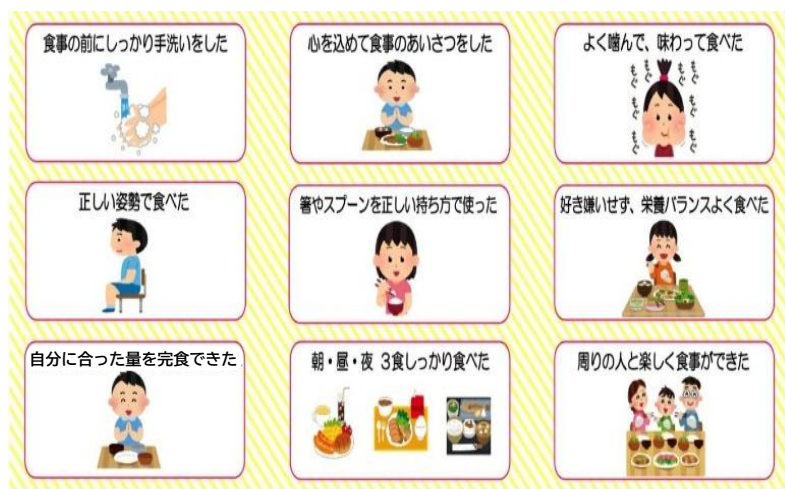 食事の前にしっかり手洗いをした
心を込めて食事のあいさつをした
よく噛んで、味わって食べた
もぐ
もぐ
もぐ
もぐ
もぐ
もぐ
もぐ
もぐ
正しい姿勢で食べた
箸やスプーンを正しい持ち方で使った
好き嫌いせず、栄養バランスよく食べた
自分に合った量を完食できた
朝・昼・夜 3食しっかり食べた
周りの人と楽しく食事ができた